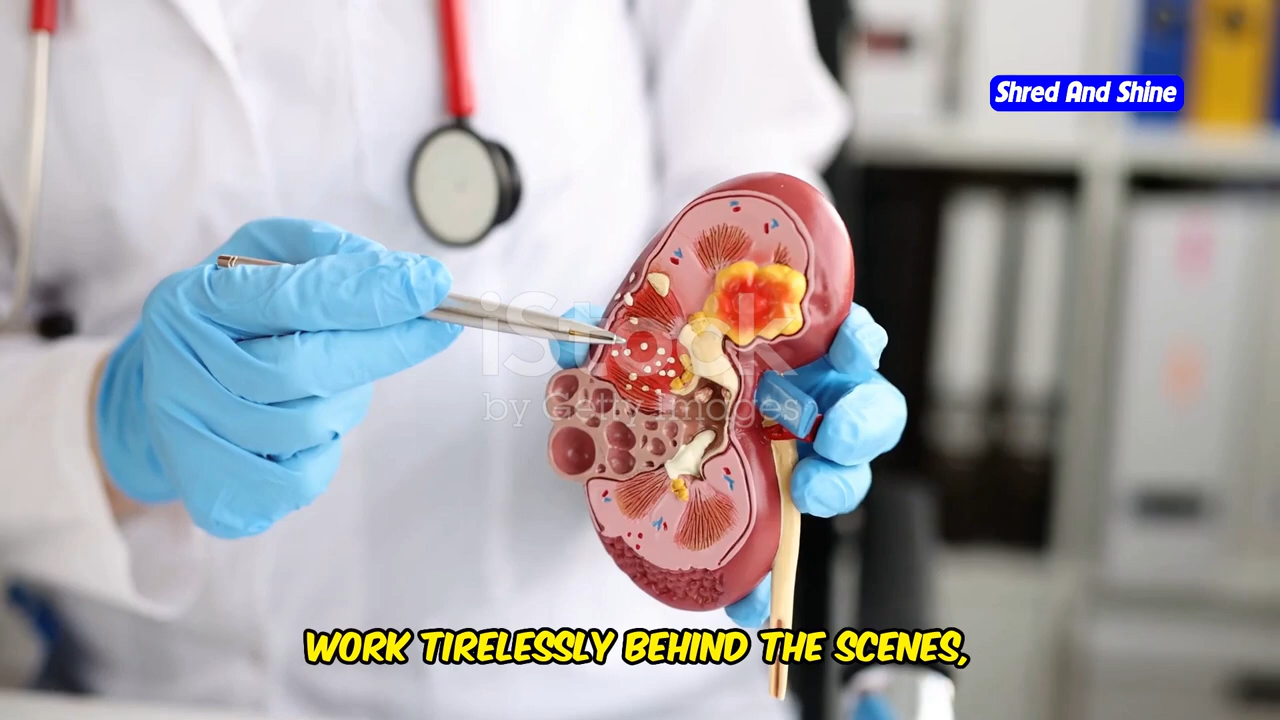 Shred And Shine
iStock
by Getty Images
WORK TIRELESSLY BEHIND THE SCENES,